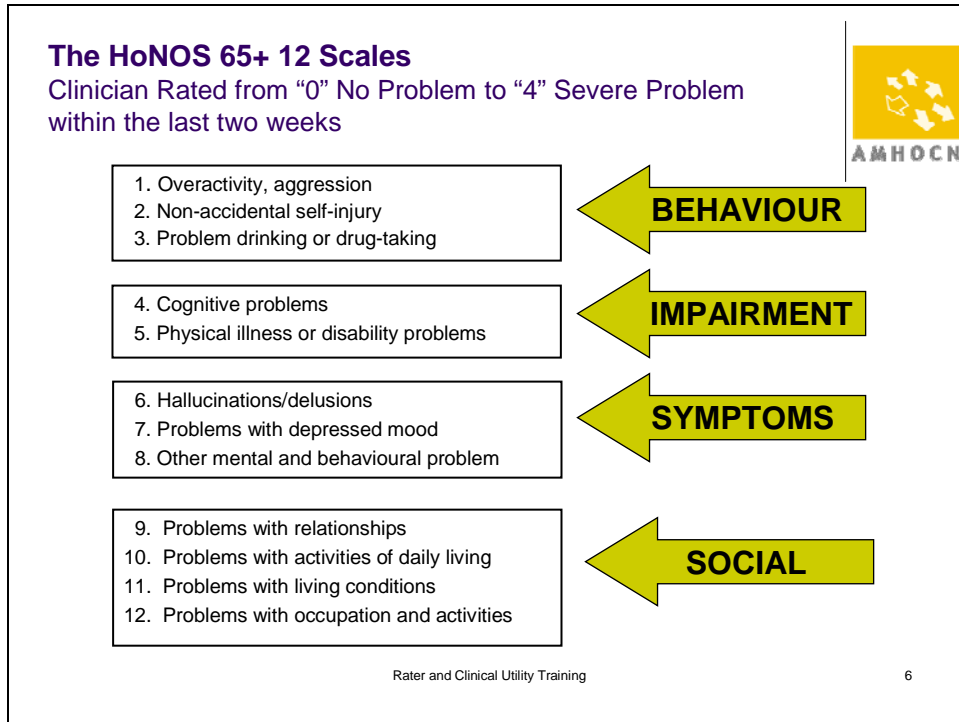 The HoNOS 65+ 12 Scales
Clinician Rated from “0” No Problem to “4” Severe Problem
within the last two weeks
AMHOCN
1. Overactivity, aggression
2. Non-accidental self-injury
3. Problem drinking or drug-taking
BEHAVIOUR
4. Cognitive problems
5. Physical illness or disability problems
IMPAIRMENT
6. Hallucinations/delusions
7. Problems with depressed mood
8. Other mental and behavioural problem
SYMPTOMS
9. Problems with relationships
10. Problems with activities of daily living
11. Problems with living conditions
12. Problems with occupation and activities
SOCIAL
Rater and Clinical Utility Training
6